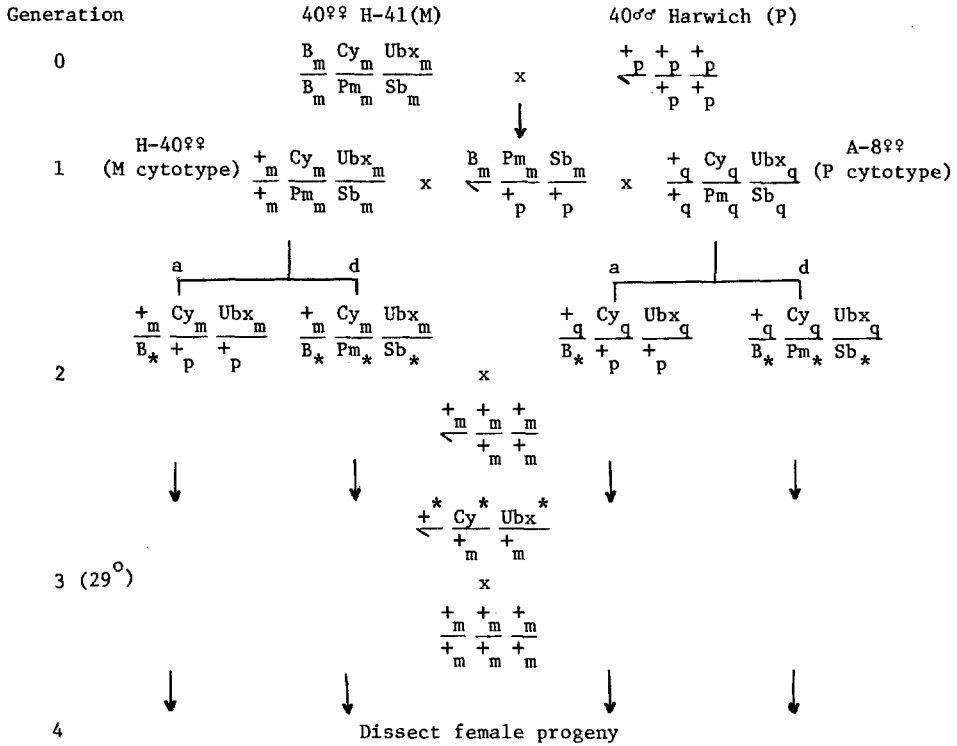 Generation 40♀♀ H-41(M) 40♂♂ Harwich (P)
0
B_m Cy_m Ubx_m
B_m Pm_m Sb_m
x
+_p +_p +_p
+_p +_p
1
H-40♀♀
(M cytotype)
+_m Cy_m Ubx_m
+_m Pm_m Sb_m
x
B_m Pm_m Sb_m
+_p +_p
x
+_q Cy_q Ubx_q
+_q Pm_q Sb_q
A-8♀♀
(P cytotype)
a d a d
+_m Cy_m Ubx_m
B_* +_p +_p
+_m Cy_m Ubx_m
B_* Pm_* Sb_*
+_q Cy_q Ubx_q
B_* +_p +_p
+_q Cy_q Ubx_q
B_* Pm_* Sb_*
2
x
+_m +_m +_m
+_m +_m
+* Cy* Ubx*
+_m +_m
3 (29°)
x
+_m +_m +_m
+_m +_m +_m
4 Dissect female progeny